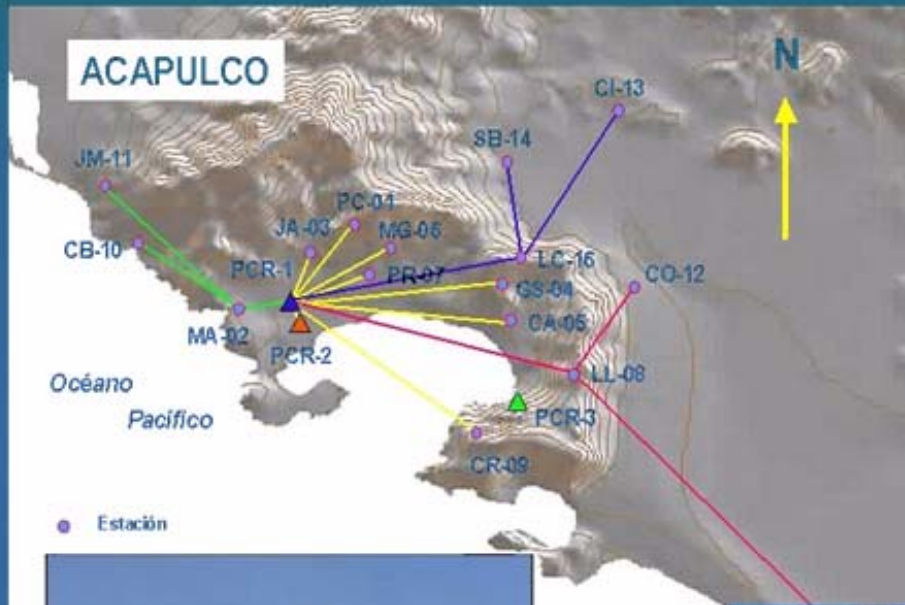 ACAPULCO
N
CI-13
SB-14
JM-11
PC-01
JA-03
MG-06
CB-10
PCR-1
PR-07
LC-16
CO-12
GS-04
MA-02
CA-05
PCR-2
LL-08
Océano
Pacífico
PCR-3
CR-09
Estación